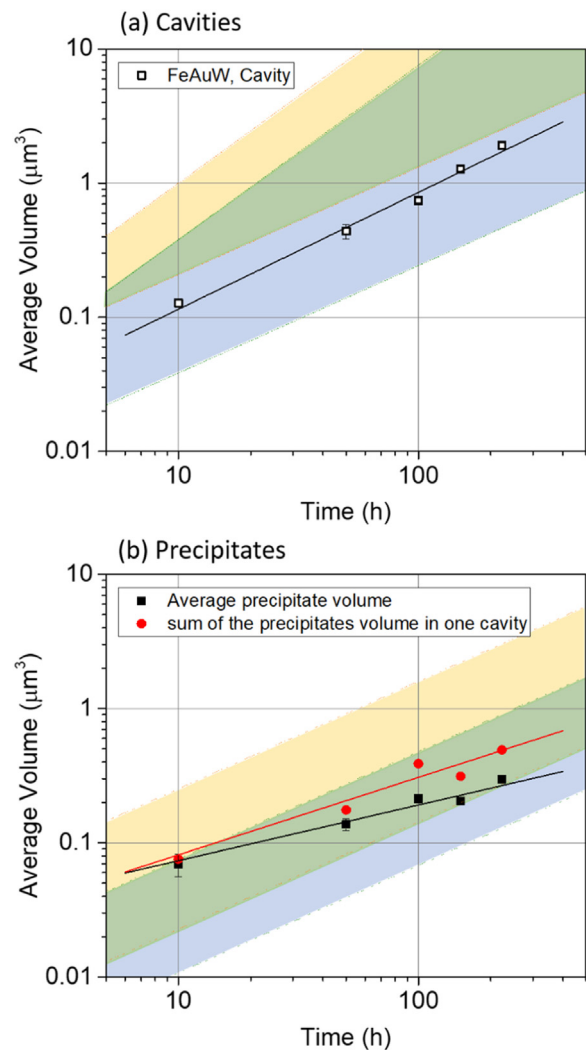 (a) Cavities
10
FeAuW, Cavity
1
0.1
0.01
Average Volume (μm³)
10
100
Time (h)
(b) Precipitates
10
Average precipitate volume
sum of the precipitates volume in one cavity
1
0.1
0.01
Average Volume (μm³)
10
100
Time (h)